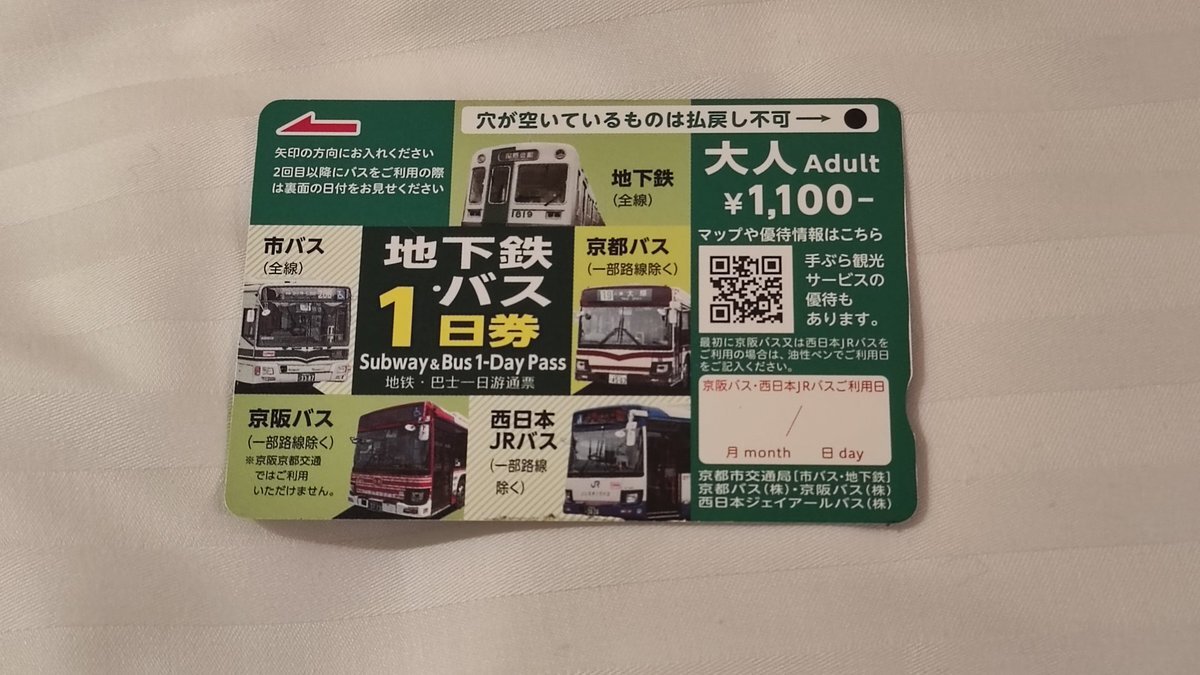 穴が空いているものは払戻し不可→●
矢印の方向にお入れください
2回目以降にバスをご利用の際
は裏面の日付をお見せください
地下鉄
(全線)
1819
大人 Adult
¥1,100-
マップや優待情報はこちら
手ぶら観光
サービスの
優待も
あります。
市バス
(全線)
地下鉄
・バス
1日券
Subway & Bus 1-Day Pass
地铁・巴士一日游通票
京都バス
(一部路線除く)
最初に京阪バス又は西日本JRバスを
ご利用の場合は、油性ペンでご利用日
をご記入ください。
京阪バス・西日本JRバスご利用日
/
月 month 日 day
京阪バス
(一部路線除く)
※京阪京都交通
ではご利用
いただけません。
西日本
JRバス
(一部路線
除く)
京都市交通局[市バス・地下鉄]
京都バス(株)・京阪バス(株)
西日本ジェイアールバス(株)